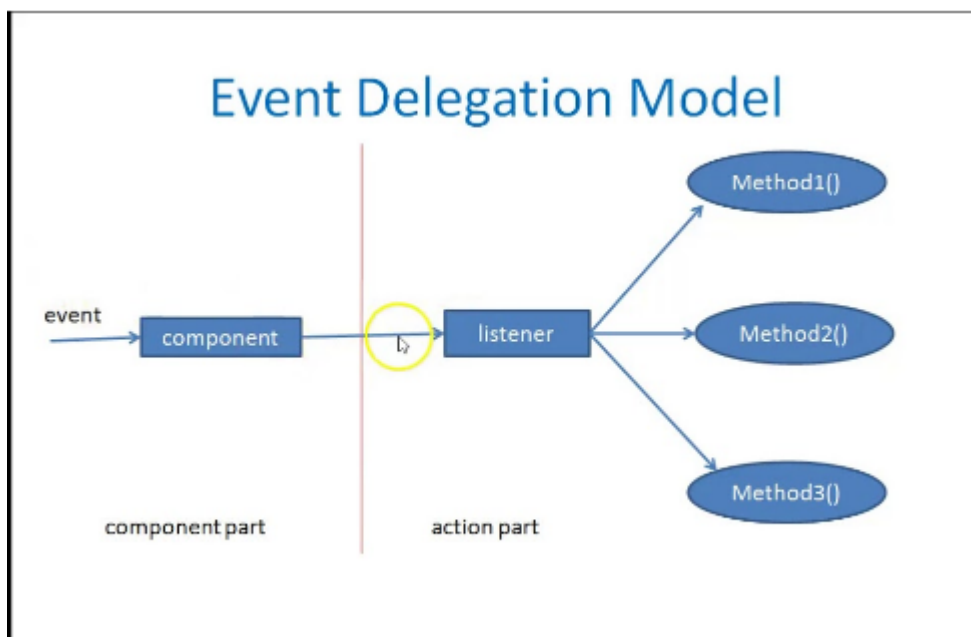 Event Delegation Model
Method1()
event
component
listener
Method2()
Method3()
component part
action part